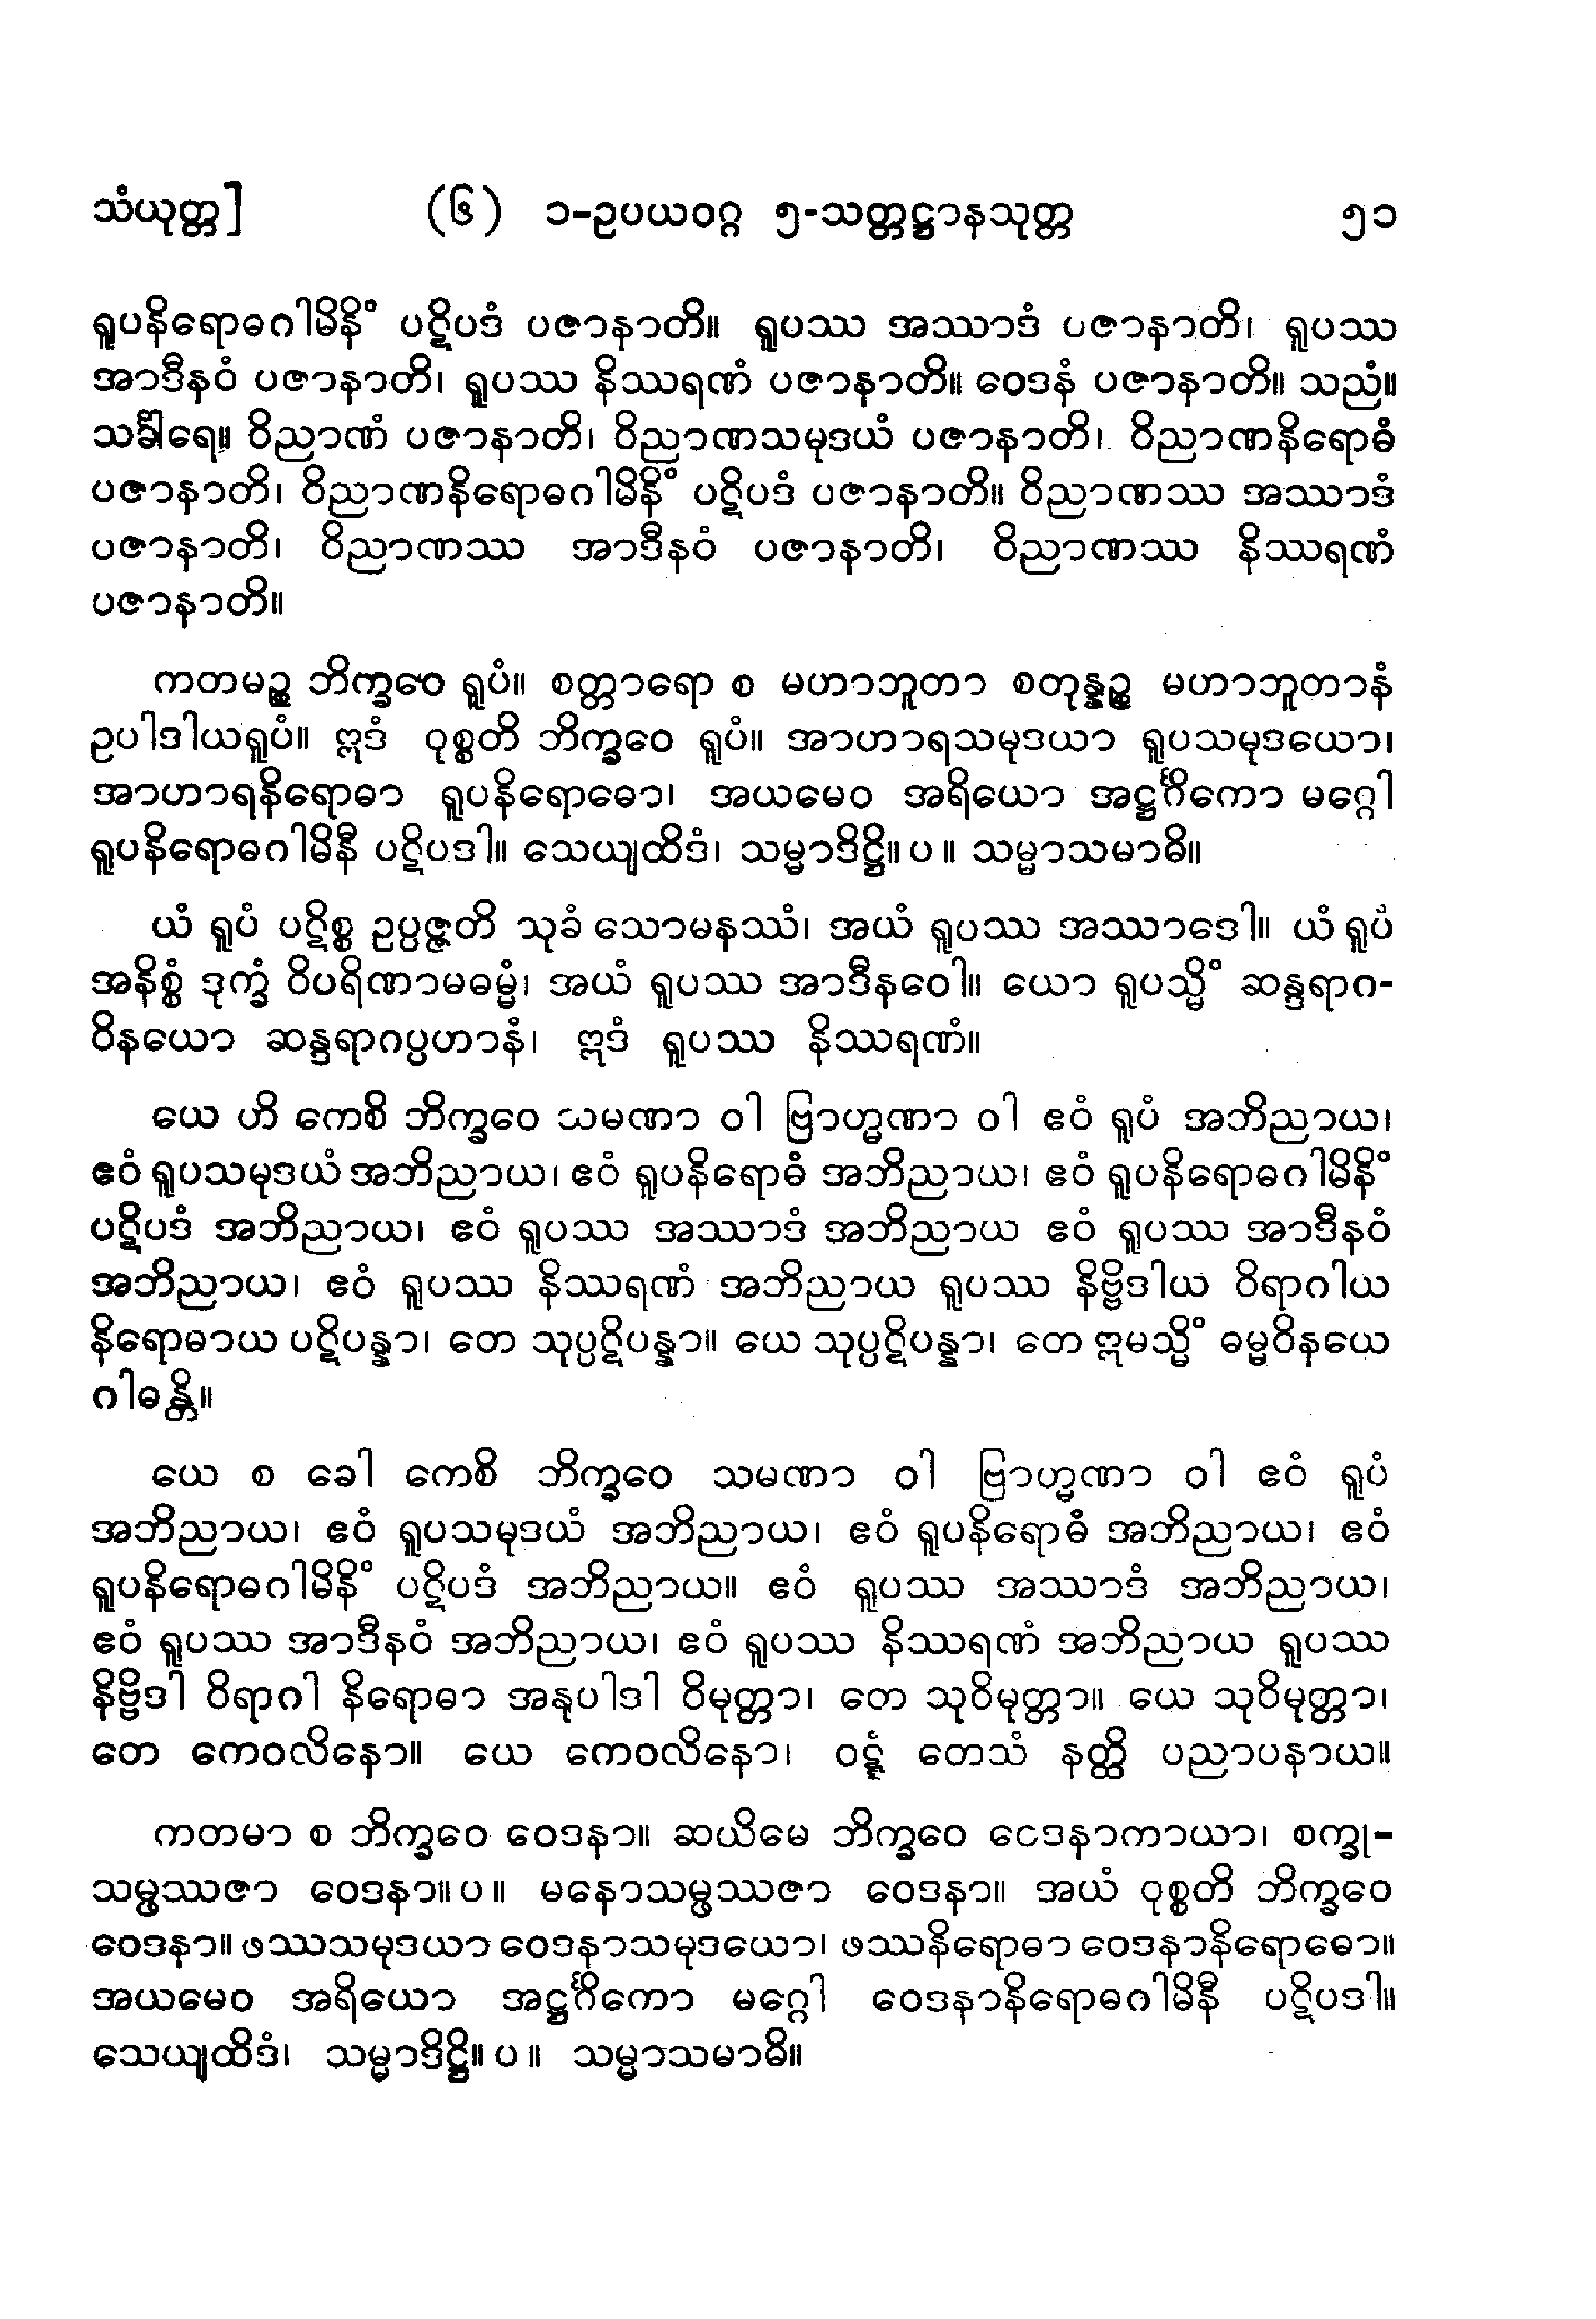 သံယုတ္တ] (၆) ၁-ဥပယဝဂ္ဂ ၅-သတ္တဋ္ဌာနသုတ္တ ၅၁
ရူပနိရောဓဂါမိနိံ ပဋိပဒံ ပဇာနာတိ။ ရူပဿ အဿာဒံ ပဇာနာတိ၊ ရူပဿ
အာဒီနဝံ ပဇာနာတိ၊ ရူပဿ နိဿရဏံ ပဇာနာတိ။ ဝေဒနံ ပဇာနာတိ။ သညံ။
သင်္ခါရေ။ ဝိညာဏံ ပဇာနာတိ၊ ဝိညာဏသမုဒယံ ပဇာနာတိ၊ ဝိညာဏနိရောဓံ
ပဇာနာတိ၊ ဝိညာဏနိရောဓဂါမိနိံ ပဋိပဒံ ပဇာနာတိ။ ဝိညာဏဿ အဿာဒံ
ပဇာနာတိ၊ ဝိညာဏဿ အာဒီနဝံ ပဇာနာတိ၊ ဝိညာဏဿ နိဿရဏံ
ပဇာနာတိ။
ကတမဉ္စ ဘိက္ခဝေ ရူပံ။ စတ္တာရော စ မဟာဘူတာ စတုန္နဉ္စ မဟာဘူတာနံ
ဥပါဒါယရူပံ။ ဣဒံ ဝုစ္စတိ ဘိက္ခဝေ ရူပံ။ အာဟာရသမုဒယာ ရူပသမုဒယော၊
အာဟာရနိရောဓာ ရူပနိရောဓော၊ အယမေဝ အရိယော အဋ္ဌင်္ဂိကော မဂ္ဂေါ
ရူပနိရောဓဂါမိနီ ပဋိပဒါ။ သေယျထိဒံ၊ သမ္မာဒိဋ္ဌိ။ ပ ။ သမ္မာသမာဓိ။
ယံ ရူပံ ပဋိစ္စ ဥပ္ပဇ္ဇတိ သုခံ သောမနဿံ၊ အယံ ရူပဿ အဿာဒေါ။ ယံ ရူပံ
အနိစ္စံ ဒုက္ခံ ဝိပရိဏာမဓမ္မံ၊ အယံ ရူပဿ အာဒီနဝေါ။ ယော ရူပသ္မိံ ဆန္ဒရာဂ-
ဝိနယော ဆန္ဒရာဂပ္ပဟာနံ၊ ဣဒံ ရူပဿ နိဿရဏံ။
ယေ ဟိ ကေစိ ဘိက္ခဝေ သမဏာ ဝါ ဗြာဟ္မဏာ ဝါ ဧဝံ ရူပံ အဘိညာယ၊
ဧဝံ ရူပသမုဒယံ အဘိညာယ၊ ဧဝံ ရူပနိရောဓံ အဘိညာယ၊ ဧဝံ ရူပနိရောဓဂါမိနိံ
ပဋိပဒံ အဘိညာယ၊ ဧဝံ ရူပဿ အဿာဒံ အဘိညာယ ဧဝံ ရူပဿ အာဒီနဝံ
အဘိညာယ၊ ဧဝံ ရူပဿ နိဿရဏံ အဘိညာယ ရူပဿ နိဗ္ဗိဒါယ ဝိရာဂါယ
နိရောဓာယ ပဋိပန္နာ၊ တေ သုပ္ပဋိပန္နာ။ ယေ သုပ္ပဋိပန္နာ၊ တေ ဣမသ္မိံ ဓမ္မဝိနယေ
ဂါဓန္တိ။
ယေ စ ခေါ ကေစိ ဘိက္ခဝေ သမဏာ ဝါ ဗြာဟ္မဏာ ဝါ ဧဝံ ရူပံ
အဘိညာယ၊ ဧဝံ ရူပသမုဒယံ အဘိညာယ၊ ဧဝံ ရူပနိရောဓံ အဘိညာယ၊ ဧဝံ
ရူပနိရောဓဂါမိနိံ ပဋိပဒံ အဘိညာယ။ ဧဝံ ရူပဿ အဿာဒံ အဘိညာယ၊
ဧဝံ ရူပဿ အာဒီနဝံ အဘိညာယ၊ ဧဝံ ရူပဿ နိဿရဏံ အဘိညာယ ရူပဿ
နိဗ္ဗိဒါ ဝိရာဂါ နိရောဓာ အနုပါဒါ ဝိမုတ္တာ၊ တေ သုဝိမုတ္တာ။ ယေ သုဝိမုတ္တာ၊
တေ ကေဝလိနော။ ယေ ကေဝလိနော၊ ဝဋ္ဋံ တေသံ နတ္ထိ ပညာပနာယ။
ကတမာ စ ဘိက္ခဝေ ဝေဒနာ။ ဆယိမေ ဘိက္ခဝေ ဝေဒနာကာယာ၊ စက္ခု-
သမ္ဖဿဇာ ဝေဒနာ။ ပ ။ မနောသမ္ဖဿဇာ ဝေဒနာ။ အယံ ဝုစ္စတိ ဘိက္ခဝေ
ဝေဒနာ။ ဖဿသမုဒယာ ဝေဒနာသမုဒယော၊ ဖဿနိရောဓာ ဝေဒနာနိရောဓော။
အယမေဝ အရိယော အဋ္ဌင်္ဂိကော မဂ္ဂေါ ဝေဒနာနိရောဓဂါမိနီ ပဋိပဒါ။
သေယျထိဒံ၊ သမ္မာဒိဋ္ဌိ။ ပ ။ သမ္မာသမာဓိ။